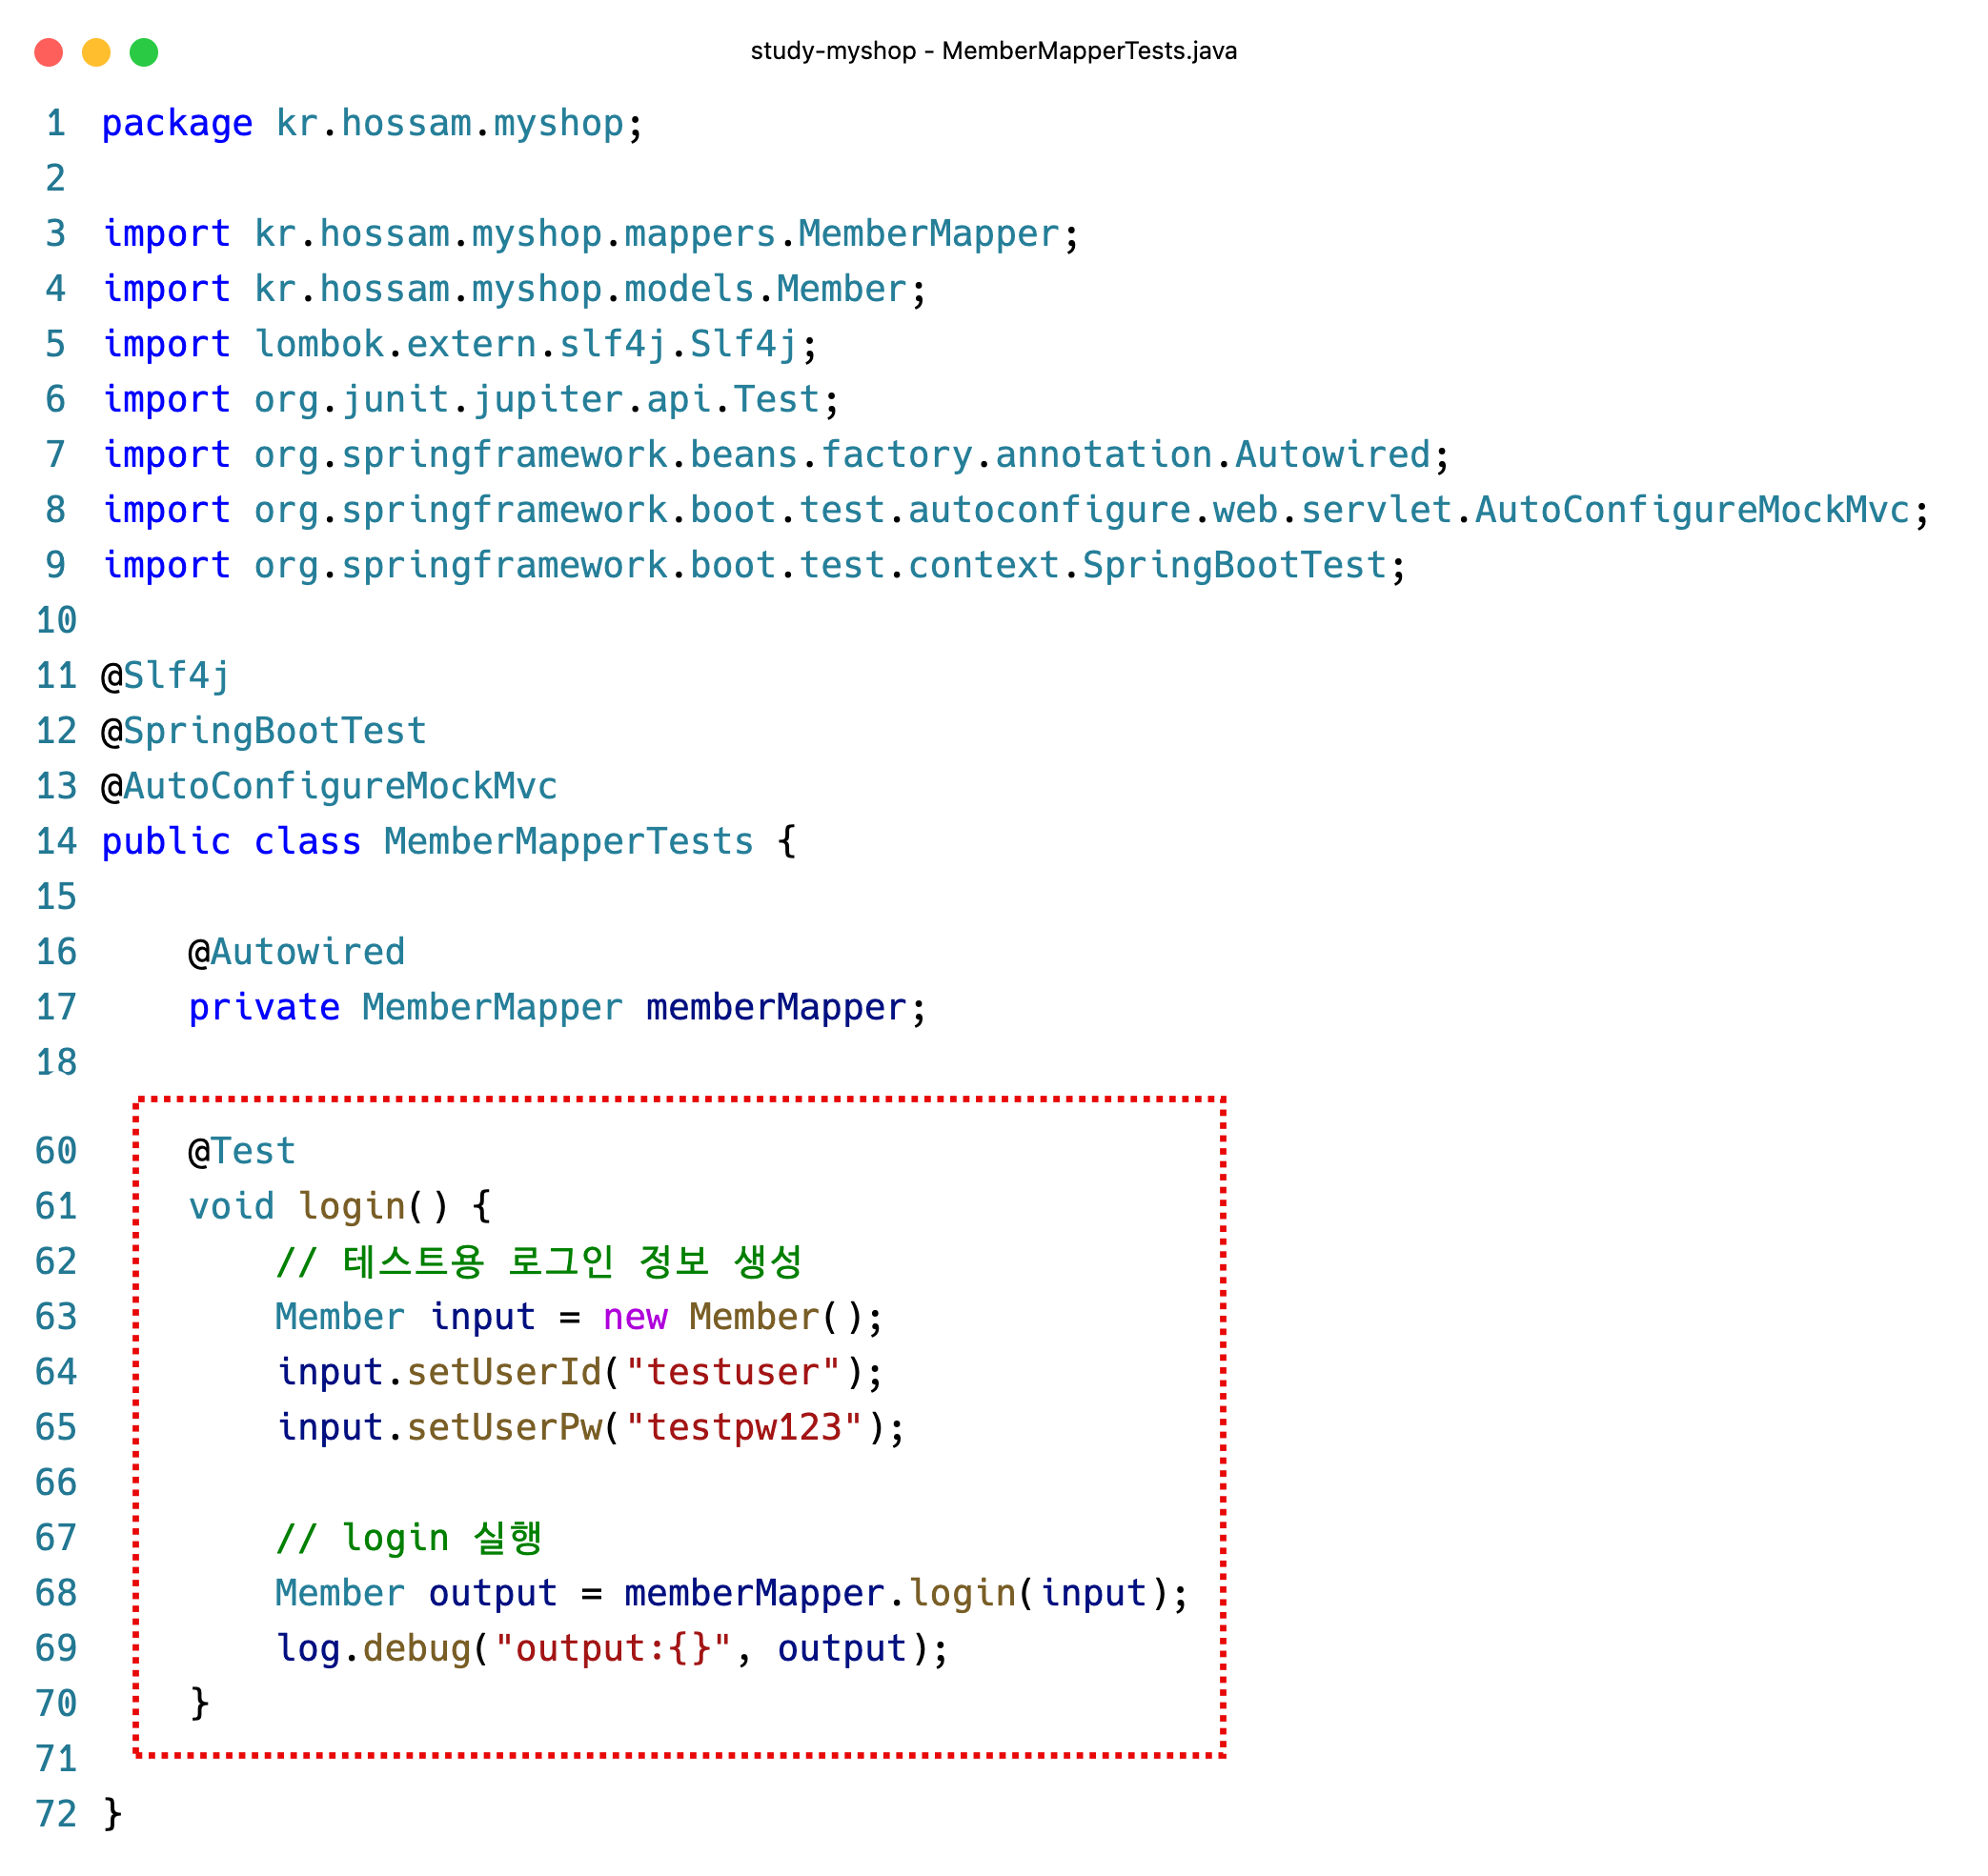 study-myshop - MemberMapperTests.java
1 package kr.hossam.myshop;
2
3 import kr.hossam.myshop.mappers.MemberMapper;
4 import kr.hossam.myshop.models.Member;
5 import lombok.extern.slf4j.Slf4j;
6 import org.junit.jupiter.api.Test;
7 import org.springframework.beans.factory.annotation.Autowired;
8 import org.springframework.boot.test.autoconfigure.web.servlet.AutoConfigureMockMvc;
9 import org.springframework.boot.test.context.SpringBootTest;
10
11 @Slf4j
12 @SpringBootTest
13 @AutoConfigureMockMvc
14 public class MemberMapperTests {
15
16     @Autowired
17     private MemberMapper memberMapper;
18
60     @Test
61     void login() {
62         // 테스트용 로그인 정보 생성
63         Member input = new Member();
64         input.setUserId("testuser");
65         input.setUserPw("testpw123");
66
67         // login 실행
68         Member output = memberMapper.login(input);
69         log.debug("output:{}", output);
70     }
71
72 }